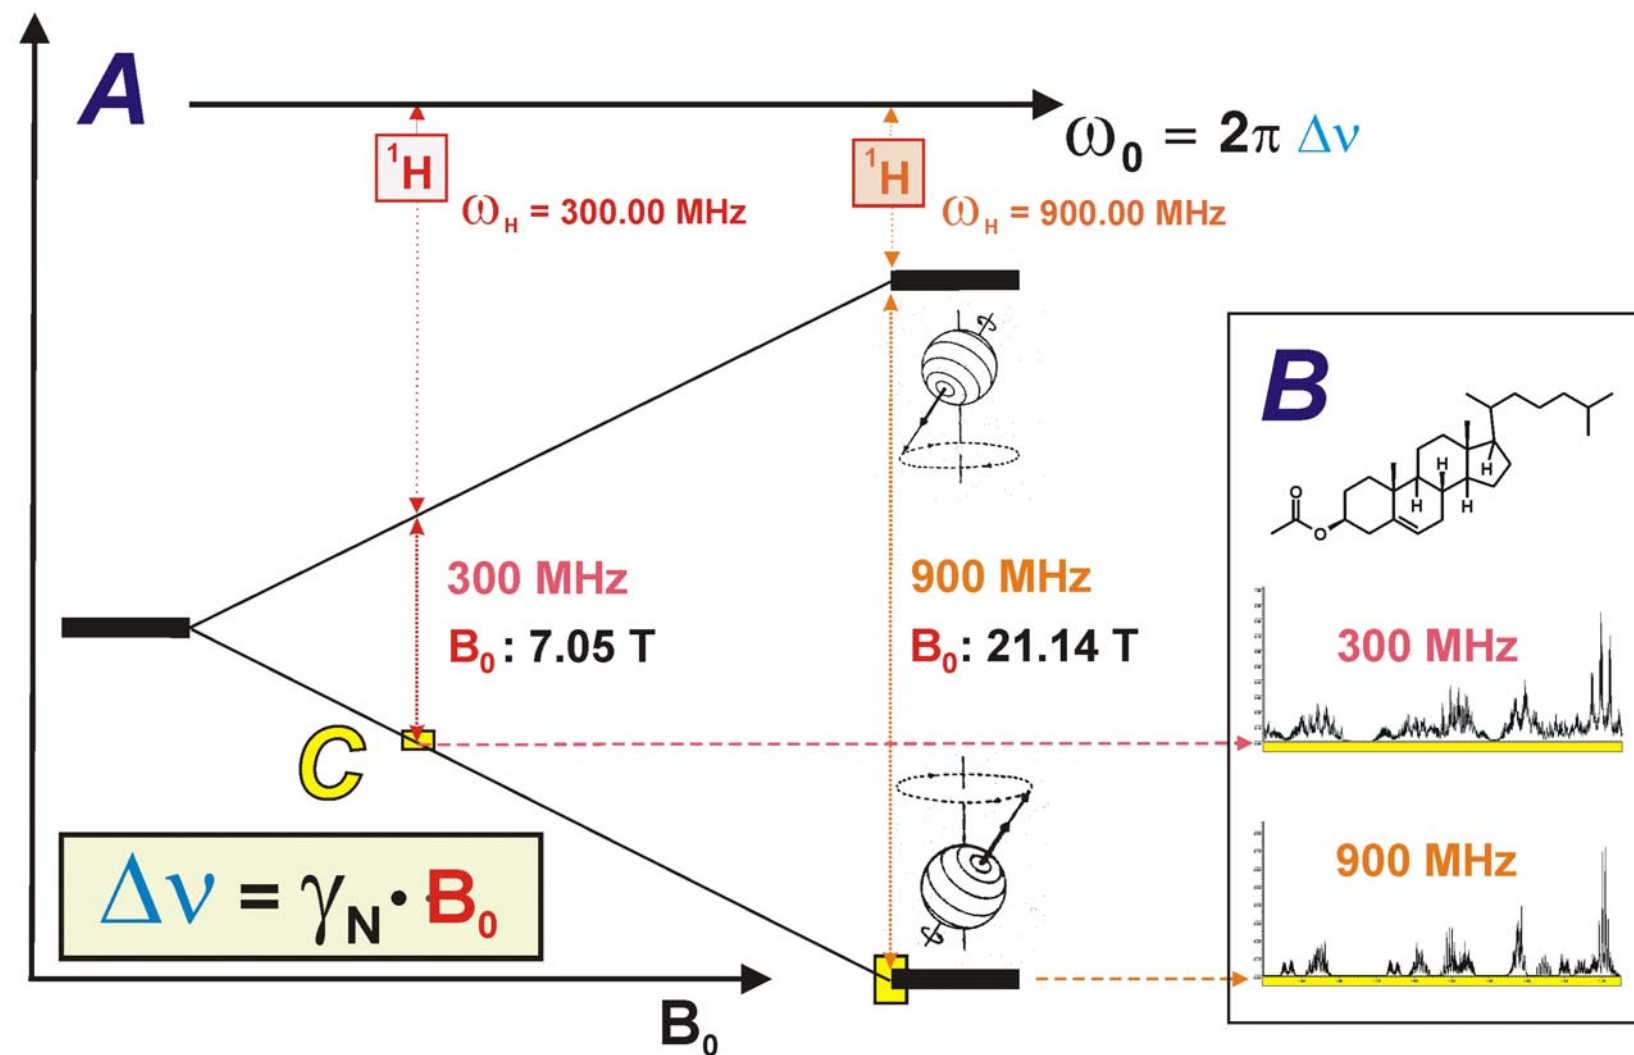 A
ω0 = 2π Δν
1H
ωH = 300.00 MHz
1H
ωH = 900.00 MHz
B
H
H
H
H
O
O
300 MHz
B0: 7.05 T
900 MHz
B0: 21.14 T
300 MHz
C
900 MHz
Δν = γN · B0
B0